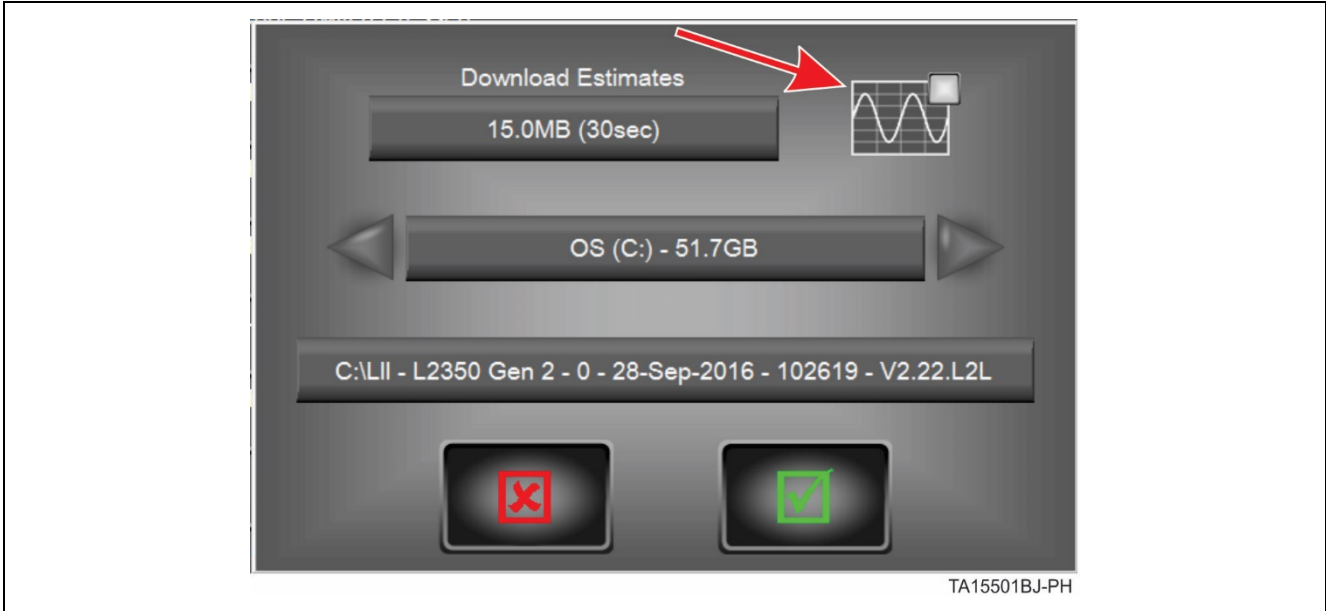 Download Estimates
15.0MB (30sec)
OS (C:) - 51.7GB
C:\LII - L2350 Gen 2 - 0 - 28-Sep-2016 - 102619 - V2.22.L2L
TA15501BJ-PH